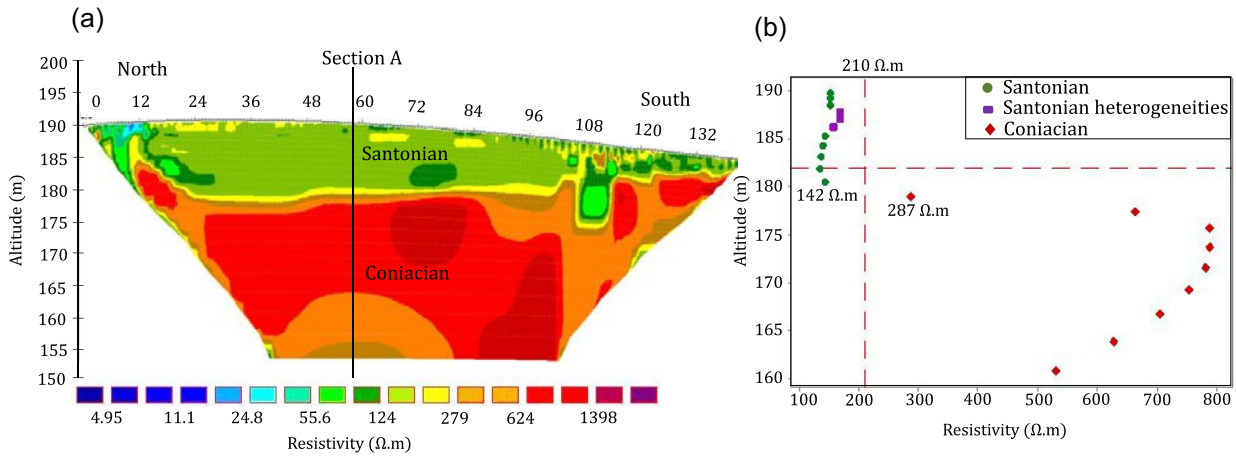 (a)
200
195
190
185
180
175
170
165
160
155
150
Altitude (m)
North
Section A
South
0 12 24 36 48 60 72 84 96 108 120 132
Santonian
Coniacian
4.95 11.1 24.8 55.6 124 279 624 1398
Resistivity (Ω.m)
(b)
210 Ω.m
Santonian
Santonian heterogeneities
Coniacian
190
185
180
175
170
165
160
Altitude (m)
142 Ω.m
287 Ω.m
100 200 300 400 500 600 700 800
Resistivity (Ω.m)